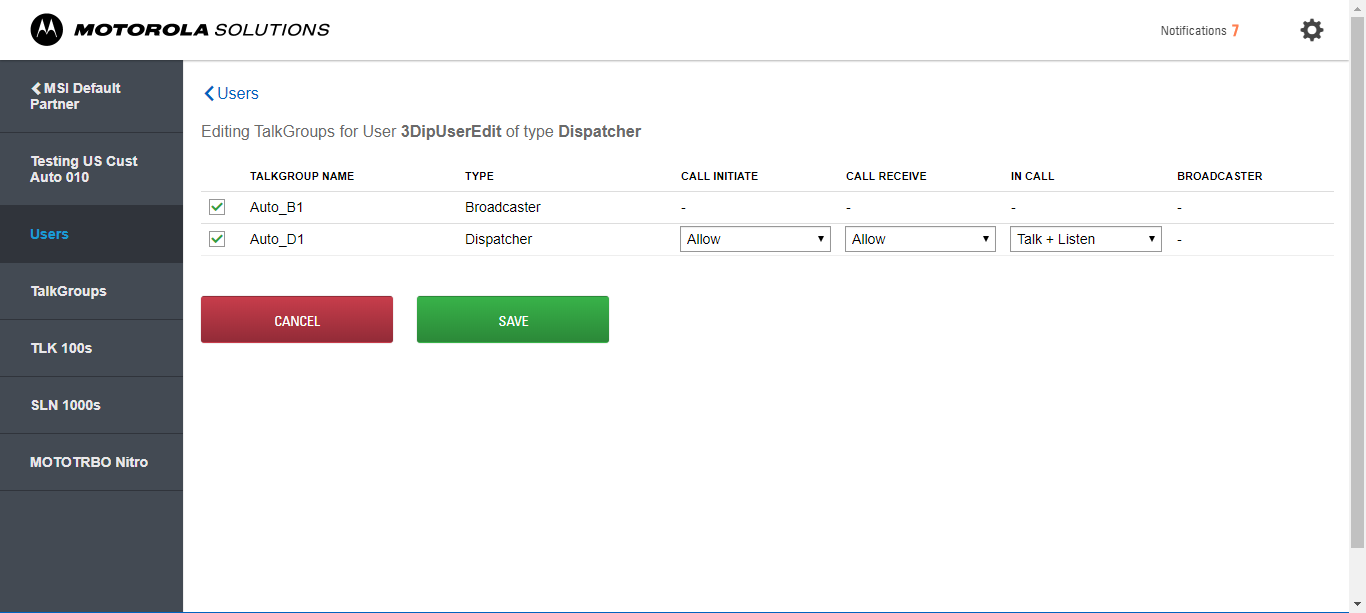 MOTOROLA SOLUTIONS
Notifications 7
MSI Default
Partner
Testing US Cust
Auto 010
Users
TalkGroups
TLK 100s
SLN 1000s
MOTOTRBO Nitro
Users
Editing TalkGroups for User 3DipUserEdit of type Dispatcher
TALKGROUP NAME TYPE CALL INITIATE CALL RECEIVE IN CALL BROADCASTER
Auto_B1 Broadcaster - - - -
Auto_D1 Dispatcher Allow Allow Talk + Listen -
CANCEL SAVE